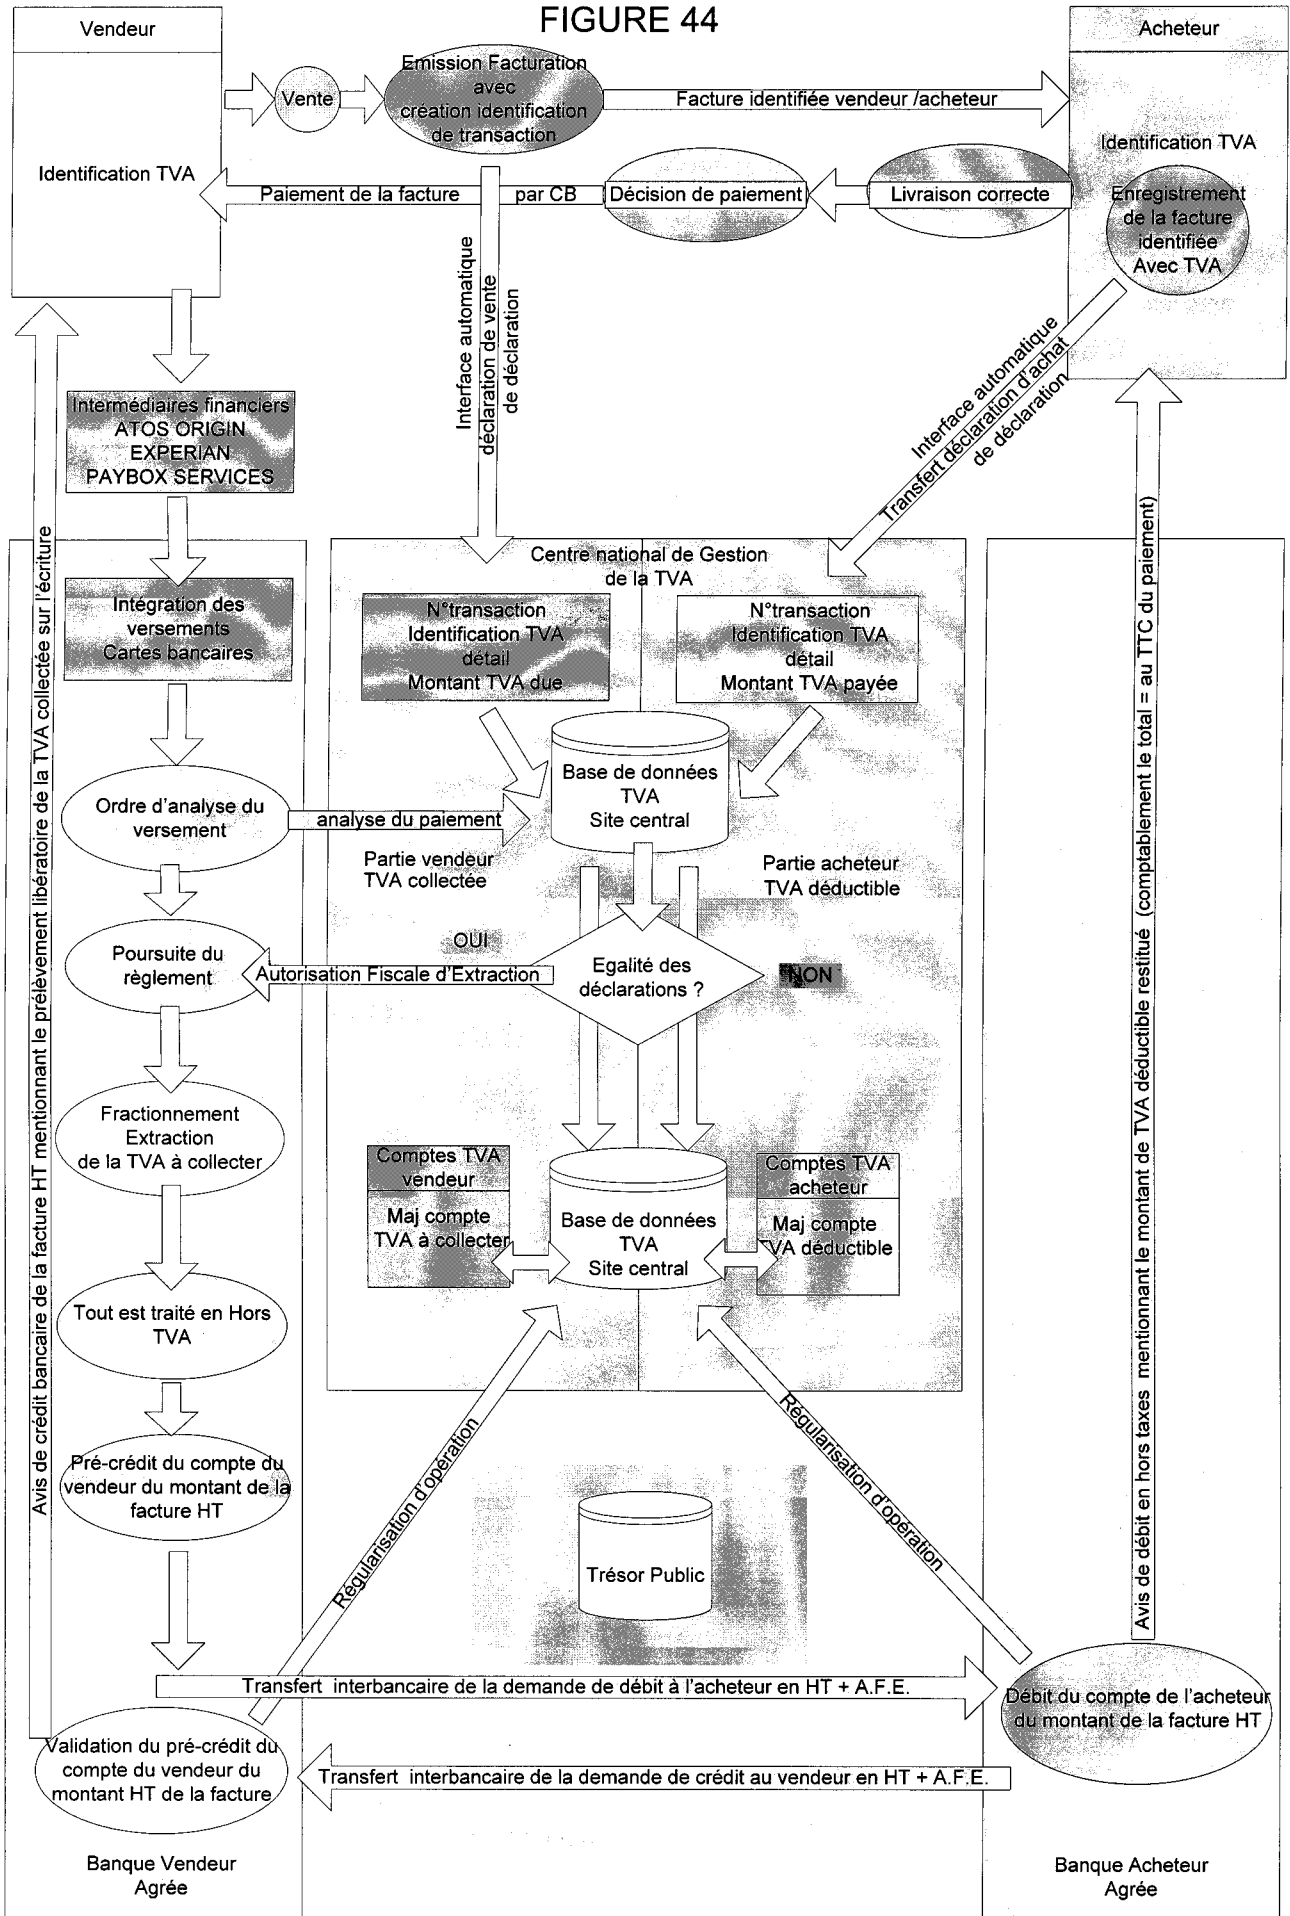 FIGURE 44
Vendeur
Acheteur
Vente
Emission Facturation
avec
création identification
de transaction
Facture identifiée vendeur /acheteur
Identification TVA
Identification TVA
Paiement de la facture
par CB
Décision de paiement
Livraison correcte
Enregistrement
de la facture
identifiée
Avec TVA
Interface automatique
déclaration de vente
de déclaration
Interface automatique
Transfert déclaration d'achat
de déclaration
Intermédiaires financiers
ATOS ORIGIN
EXPERIAN
PAYBOX SERVICES
Avis de crédit bancaire de la facture HT mentionnant le prélèvement libératoire de la TVA collectée sur l'écriture
Avis de débit en hors taxes mentionnant le montant de TVA déductible restitué (comptablement le total = au TTC du paiement)
Centre national de Gestion
de la TVA
Intégration des
versements
Cartes bancaires
N°transaction
Identification TVA
détail
Montant TVA due
N°transaction
Identification TVA
détail
Montant TVA payée
Base de données
TVA
Site central
Ordre d'analyse du
versement
analyse du paiement
Partie vendeur
TVA collectée
Partie acheteur
TVA déductible
OUI
Poursuite du
règlement
Autorisation Fiscale d'Extraction
Egalité des
déclarations ?
NON
Fractionnement
Extraction
de la TVA à collecter
Comptes TVA
vendeur
Maj compte
TVA à collecter
Base de données
TVA
Site central
Comptes TVA
acheteur
Maj compte
TVA déductible
Tout est traité en Hors
TVA
Pré-crédit du compte du
vendeur du montant de la
facture HT
Régularisation d'opération
Régularisation d'opération
Trésor Public
Transfert interbancaire de la demande de débit à l'acheteur en HT + A.F.E.
Débit du compte de l'acheteur
du montant de la facture HT
Validation du pré-crédit du
compte du vendeur du
montant HT de la facture
Transfert interbancaire de la demande de crédit au vendeur en HT + A.F.E.
Banque Vendeur
Agrée
Banque Acheteur
Agrée